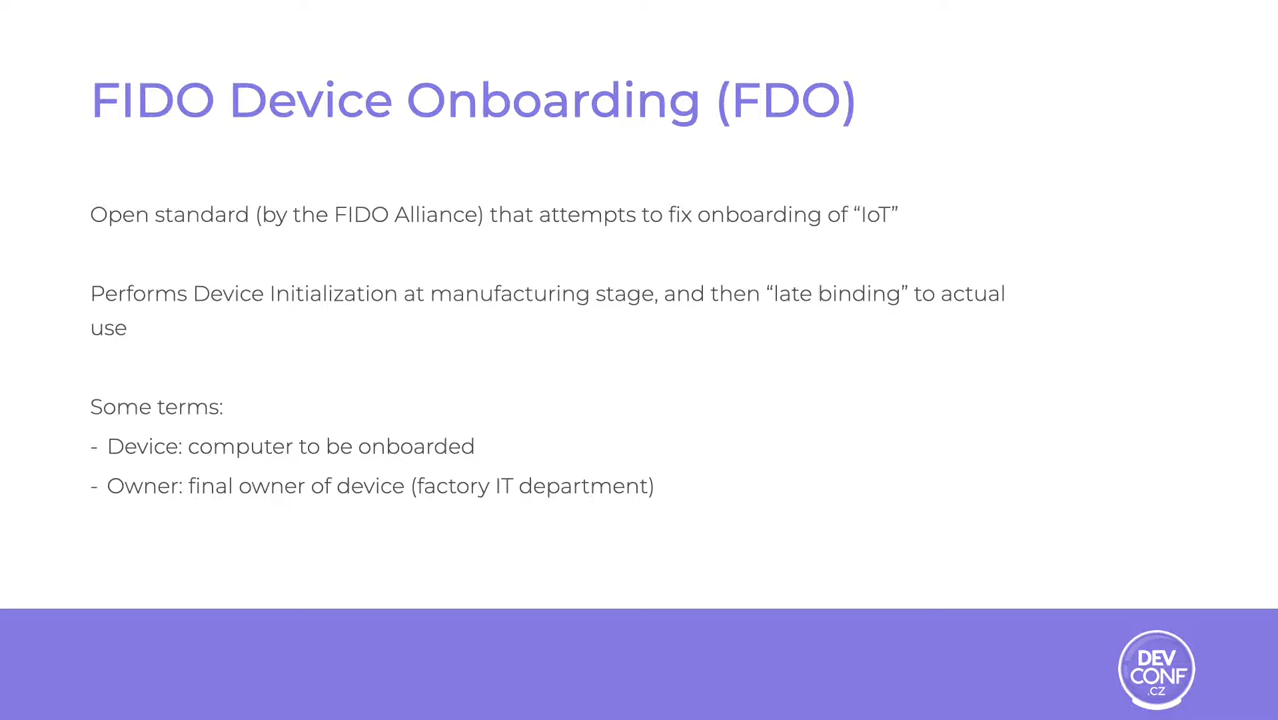 FIDO Device Onboarding (FDO)
Open standard (by the FIDO Alliance) that attempts to fix onboarding of “IoT”
Performs Device Initialization at manufacturing stage, and then “late binding” to actual
use
Some terms:
- Device: computer to be onboarded
- Owner: final owner of device (factory IT department)
DEV
CONF
.CZ